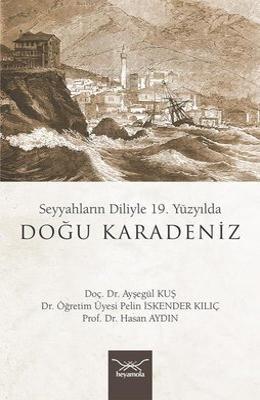 Seyyahların Diliyle 19. Yüzyılda
DOĞU KARADENİZ
Doç. Dr. Ayşegül KUŞ
Dr. Öğretim Üyesi Pelin İSKENDER KILIÇ
Prof. Dr. Hasan AYDIN
heyamola